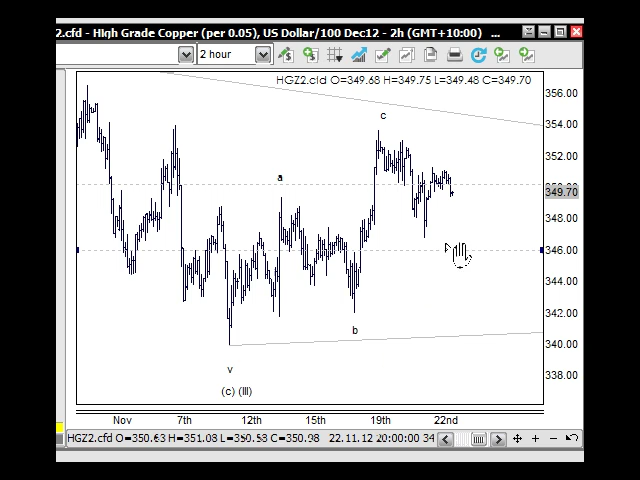 2.cfd - High Grade Copper (per 0.05), US Dollar/100 Dec12 - 2h (GMT+10:00) ...
2 hour
HGZ2.cfd O=349.68 H=349.75 L=349.48 C=349.70
356.00
354.00
352.00
349.70
348.00
346.00
344.00
342.00
340.00
338.00
c
a
b
v
(c) (III)
Nov 7th 12th 15th 19th 22nd
HGZ2.cfd O=350.63 H=351.08 L=350.58 C=350.98 22.11.12 20:00:00 34